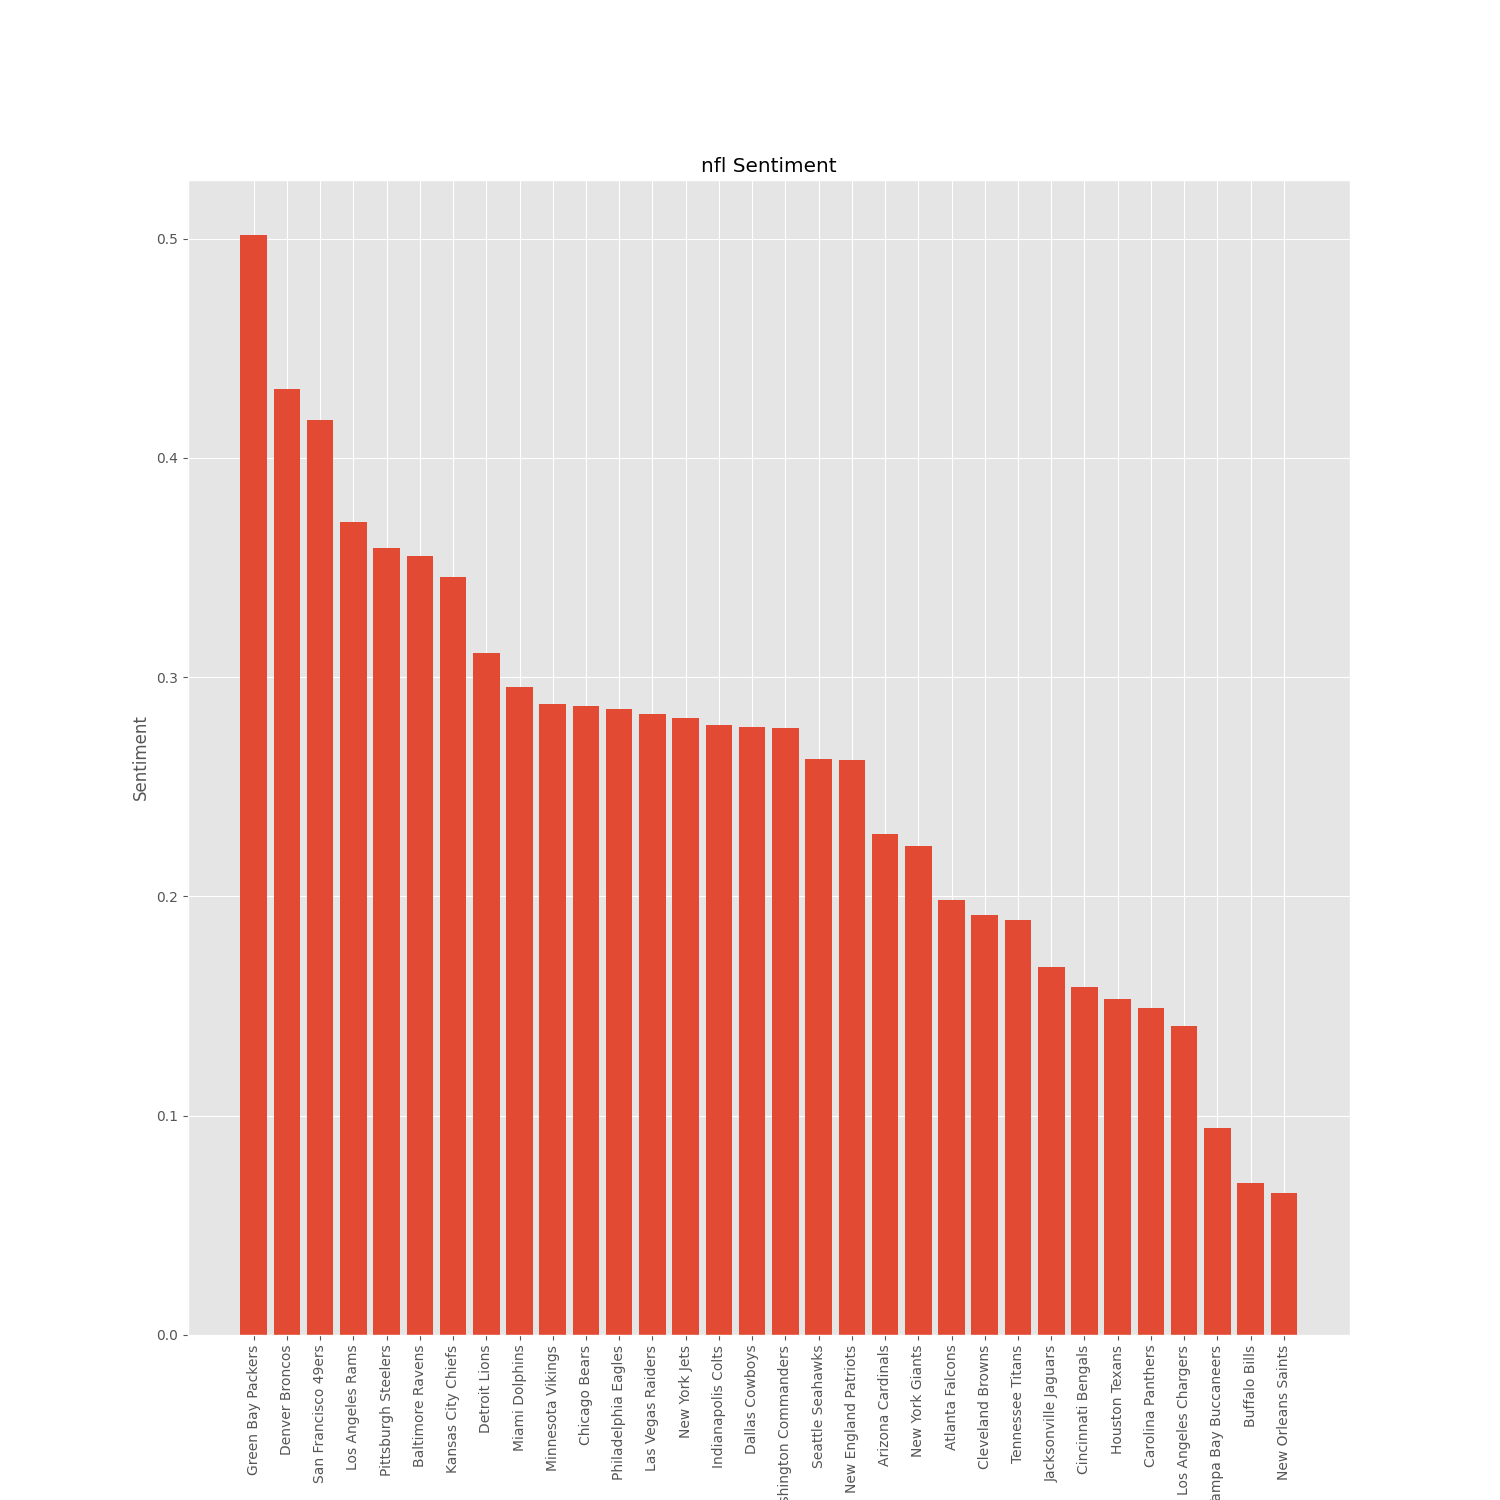 nfl Sentiment
Sentiment
0.5
0.4
0.3
0.2
0.1
0.0
Green Bay Packers
Denver Broncos
San Francisco 49ers
Los Angeles Rams
Pittsburgh Steelers
Baltimore Ravens
Kansas City Chiefs
Detroit Lions
Miami Dolphins
Minnesota Vikings
Chicago Bears
Philadelphia Eagles
Las Vegas Raiders
New York Jets
Indianapolis Colts
Dallas Cowboys
shington Commanders
Seattle Seahawks
New England Patriots
Arizona Cardinals
New York Giants
Atlanta Falcons
Cleveland Browns
Tennessee Titans
Jacksonville Jaguars
Cincinnati Bengals
Houston Texans
Carolina Panthers
Los Angeles Chargers
ampa Bay Buccaneers
Buffalo Bills
New Orleans Saints